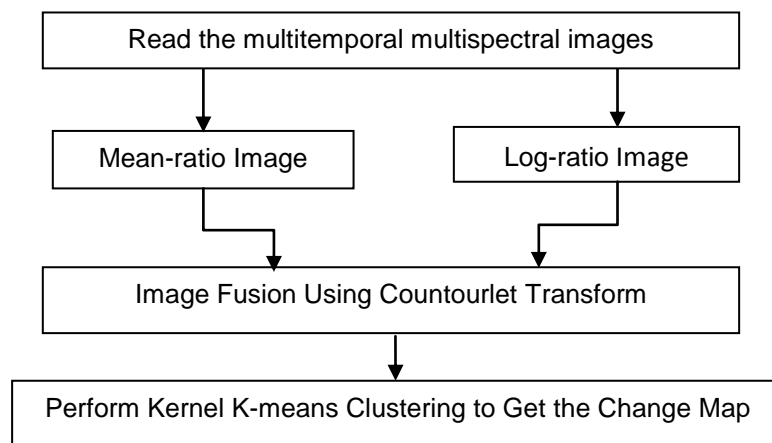 Read the multitemporal multispectral images
Mean-ratio Image
Log-ratio Image
Image Fusion Using Countourlet Transform
Perform Kernel K-means Clustering to Get the Change Map